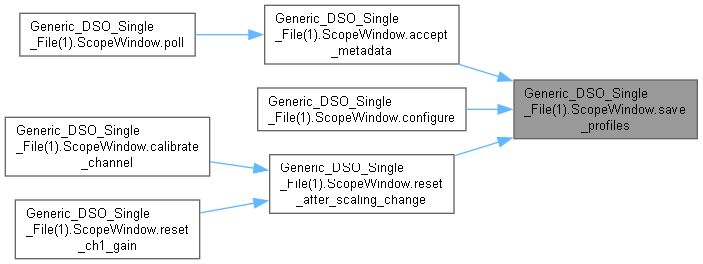 Generic_DSO_Single
_File(1).ScopeWindow.poll
Generic_DSO_Single
_File(1).ScopeWindow.accept
_metadata
Generic_DSO_Single
_File(1).ScopeWindow.save
_profiles
Generic_DSO_Single
_File(1).ScopeWindow.configure
Generic_DSO_Single
_File(1).ScopeWindow.calibrate
_channel
Generic_DSO_Single
_File(1).ScopeWindow.reset
_after_scaling_change
Generic_DSO_Single
_File(1).ScopeWindow.reset
_ch1_gain